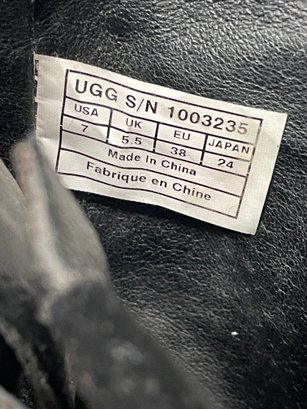 UGG S/N 1003235
USA UK EU JAPAN
7 5.5 38 24
Made In China
Fabrique en Chine